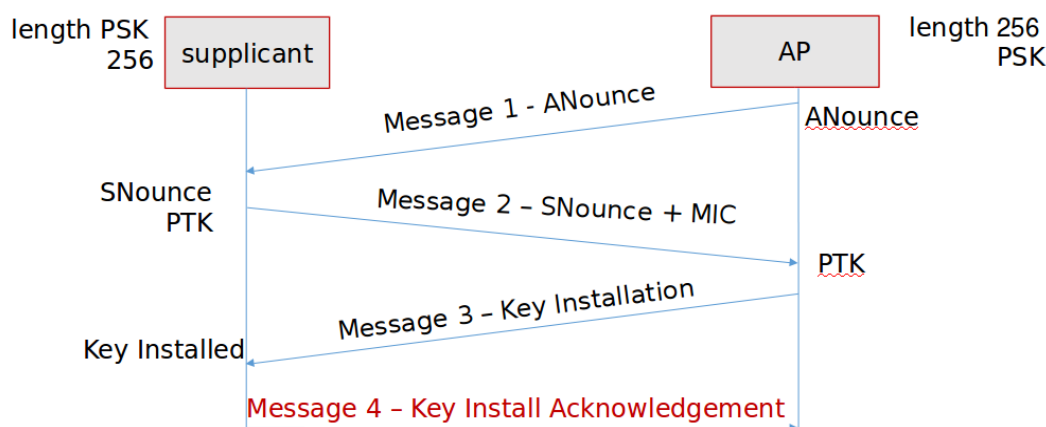 length PSK
256
supplicant
AP
length 256
PSK
Message 1 - ANounce
ANounce
SNounce
PTK
Message 2 – SNounce + MIC
PTK
Message 3 – Key Installation
Key Installed
Message 4 – Key Install Acknowledgement